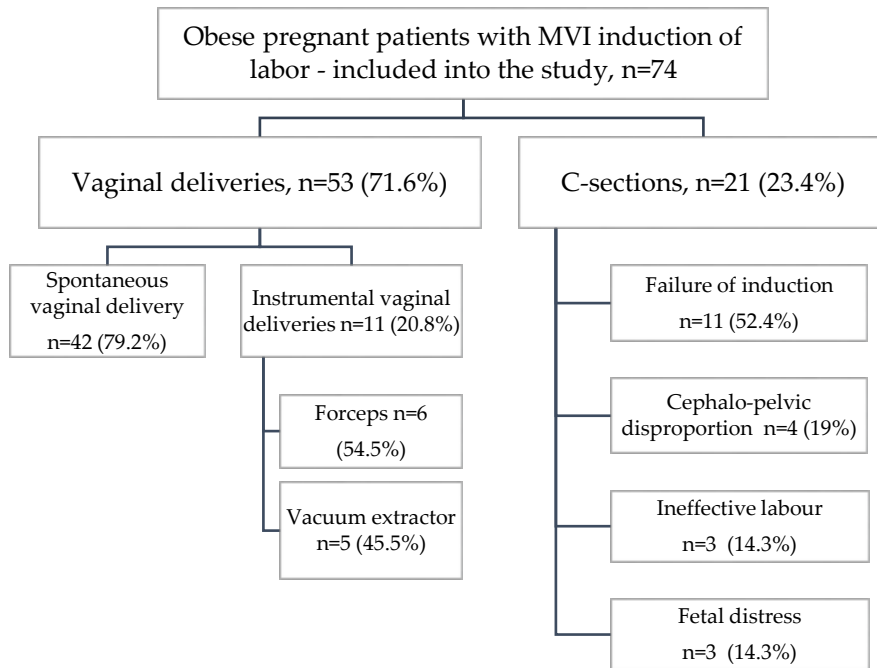 Obese pregnant patients with MVI induction of
labor - included into the study, n=74
Vaginal deliveries, n=53 (71.6%)
C-sections, n=21 (23.4%)
Spontaneous
vaginal delivery
n=42 (79.2%)
Instrumental vaginal
deliveries n=11 (20.8%)
Forceps n=6
(54.5%)
Vacuum extractor
n=5 (45.5%)
Failure of induction
n=11 (52.4%)
Cephalo-pelvic
disproportion n=4 (19%)
Ineffective labour
n=3 (14.3%)
Fetal distress
n=3 (14.3%)